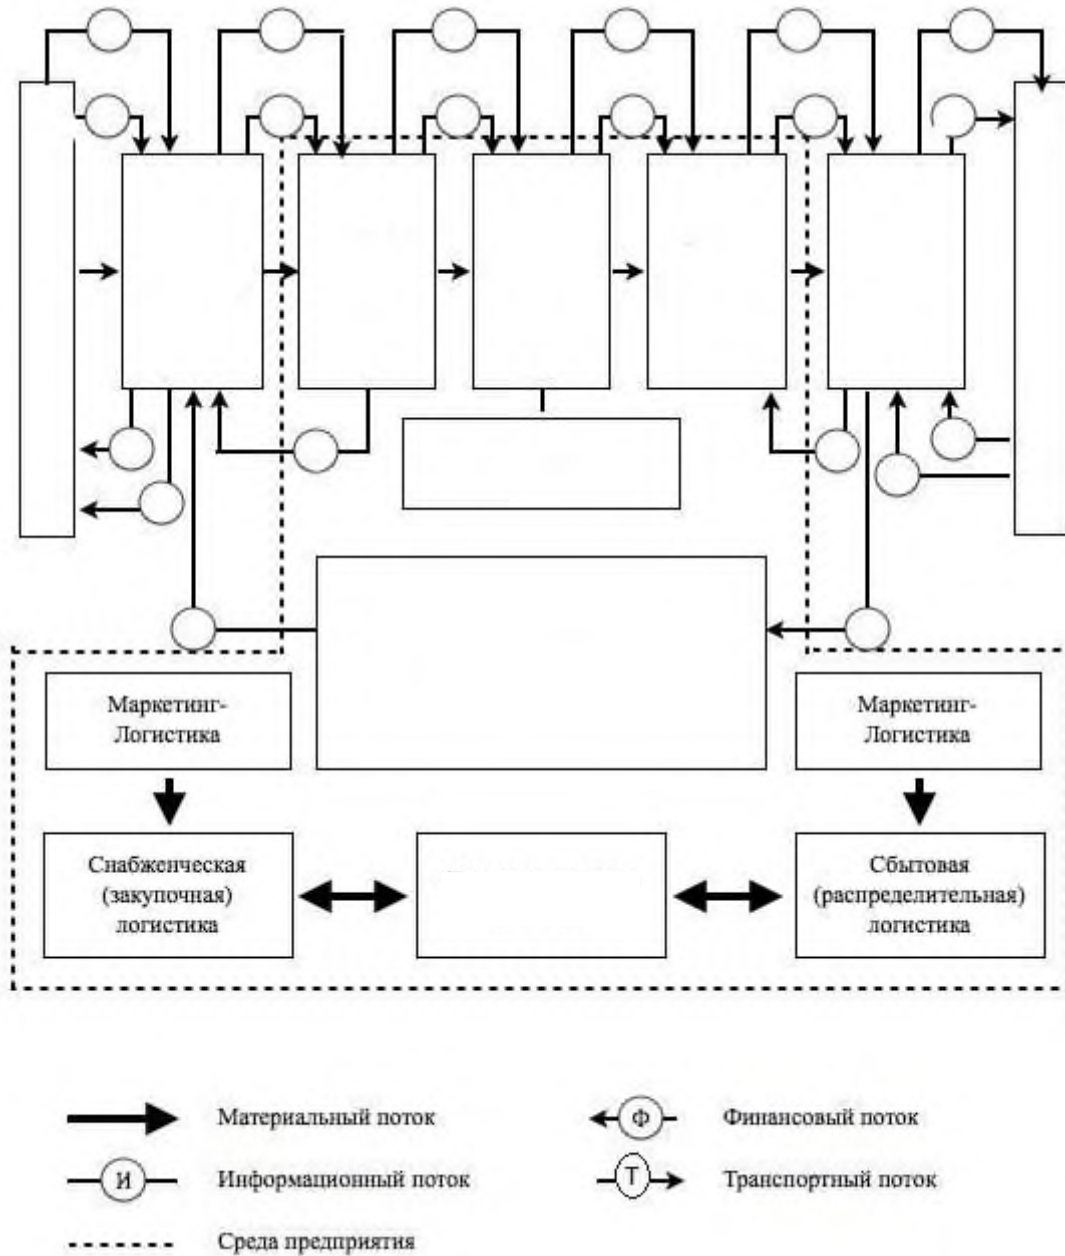 Маркетинг-
Логистика
Маркетинг-
Логистика
Снабженческая
(закупочная)
логистика
Сбытовая
(распределительная)
логистика
Материальный поток
Ф
Финансовый поток
И
Информационный поток
Т
Транспортный поток
Среда предприятия